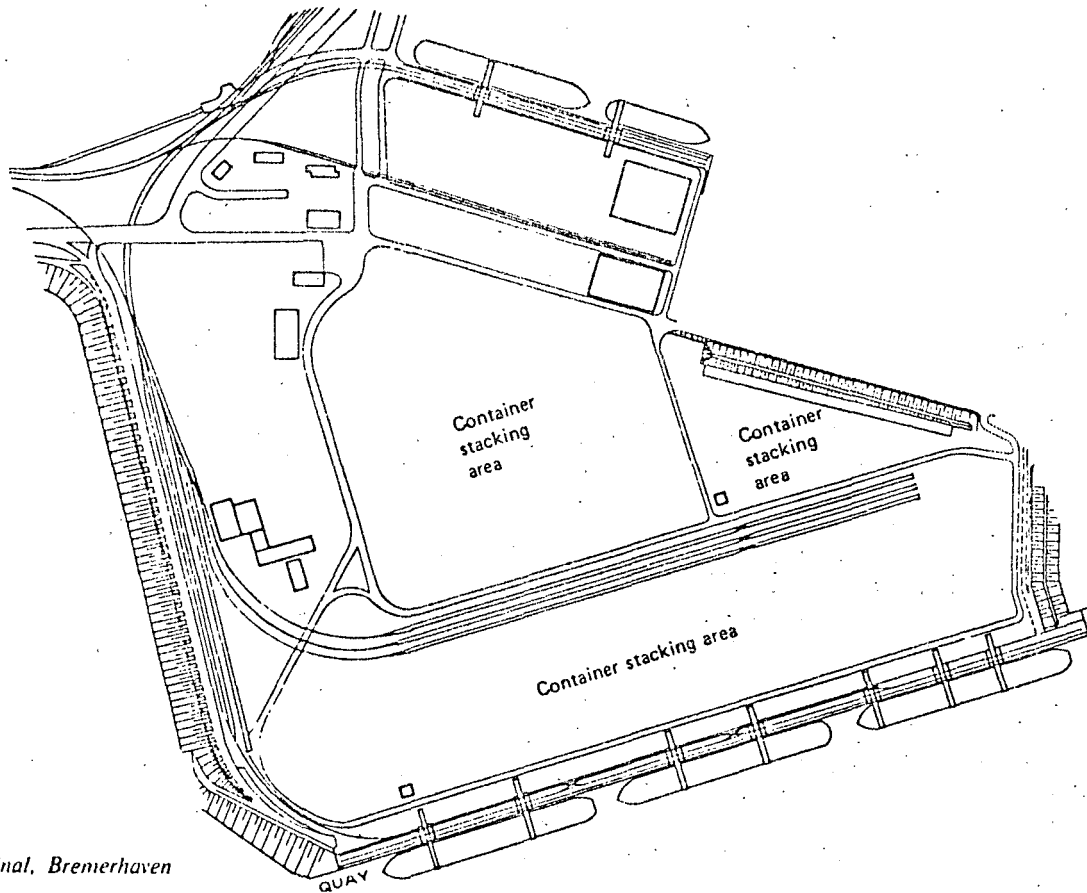 Container
stacking
area
Container
stacking
area
Container stacking area
QUAY
nal, Bremerhaven